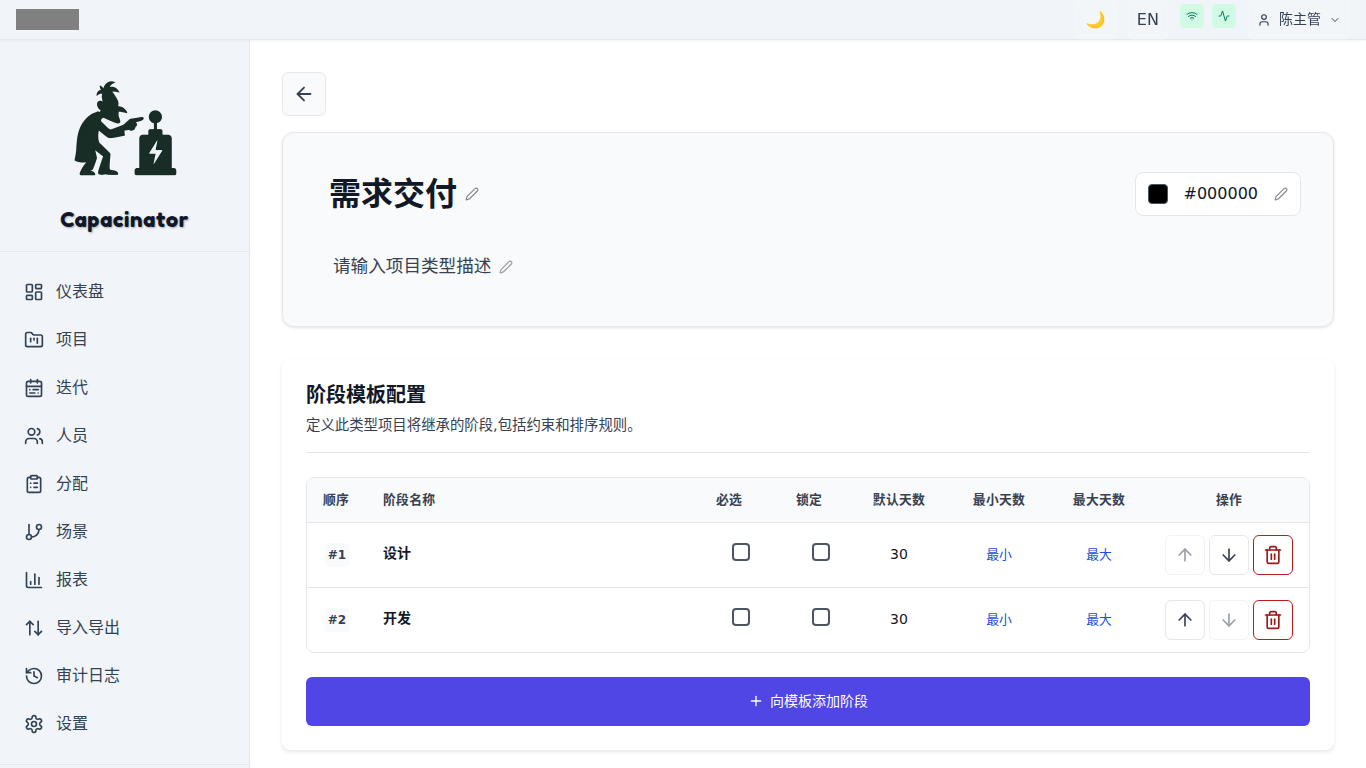 EN
陈主管
Capacinator
仪表盘
项目
迭代
人员
分配
场景
报表
导入导出
审计日志
设置
需求交付
#000000
请输入项目类型描述
阶段模板配置
定义此类型项目将继承的阶段,包括约束和排序规则。
顺序 阶段名称 必选 锁定 默认天数 最小天数 最大天数 操作
#1 设计 30 最小 最大
#2 开发 30 最小 最大
+ 向模板添加阶段